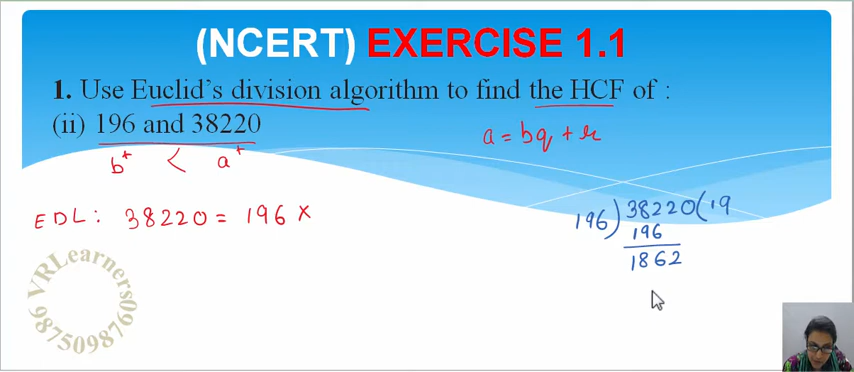 (NCERT) EXERCISE 1.1
1. Use Euclid's division algorithm to find the HCF of :
(ii) 196 and 38220
a = bq + r
b+ < a+
EDL: 38220 = 196 ×
196) 38220 (19
196
1862
VRLearners
9875098760